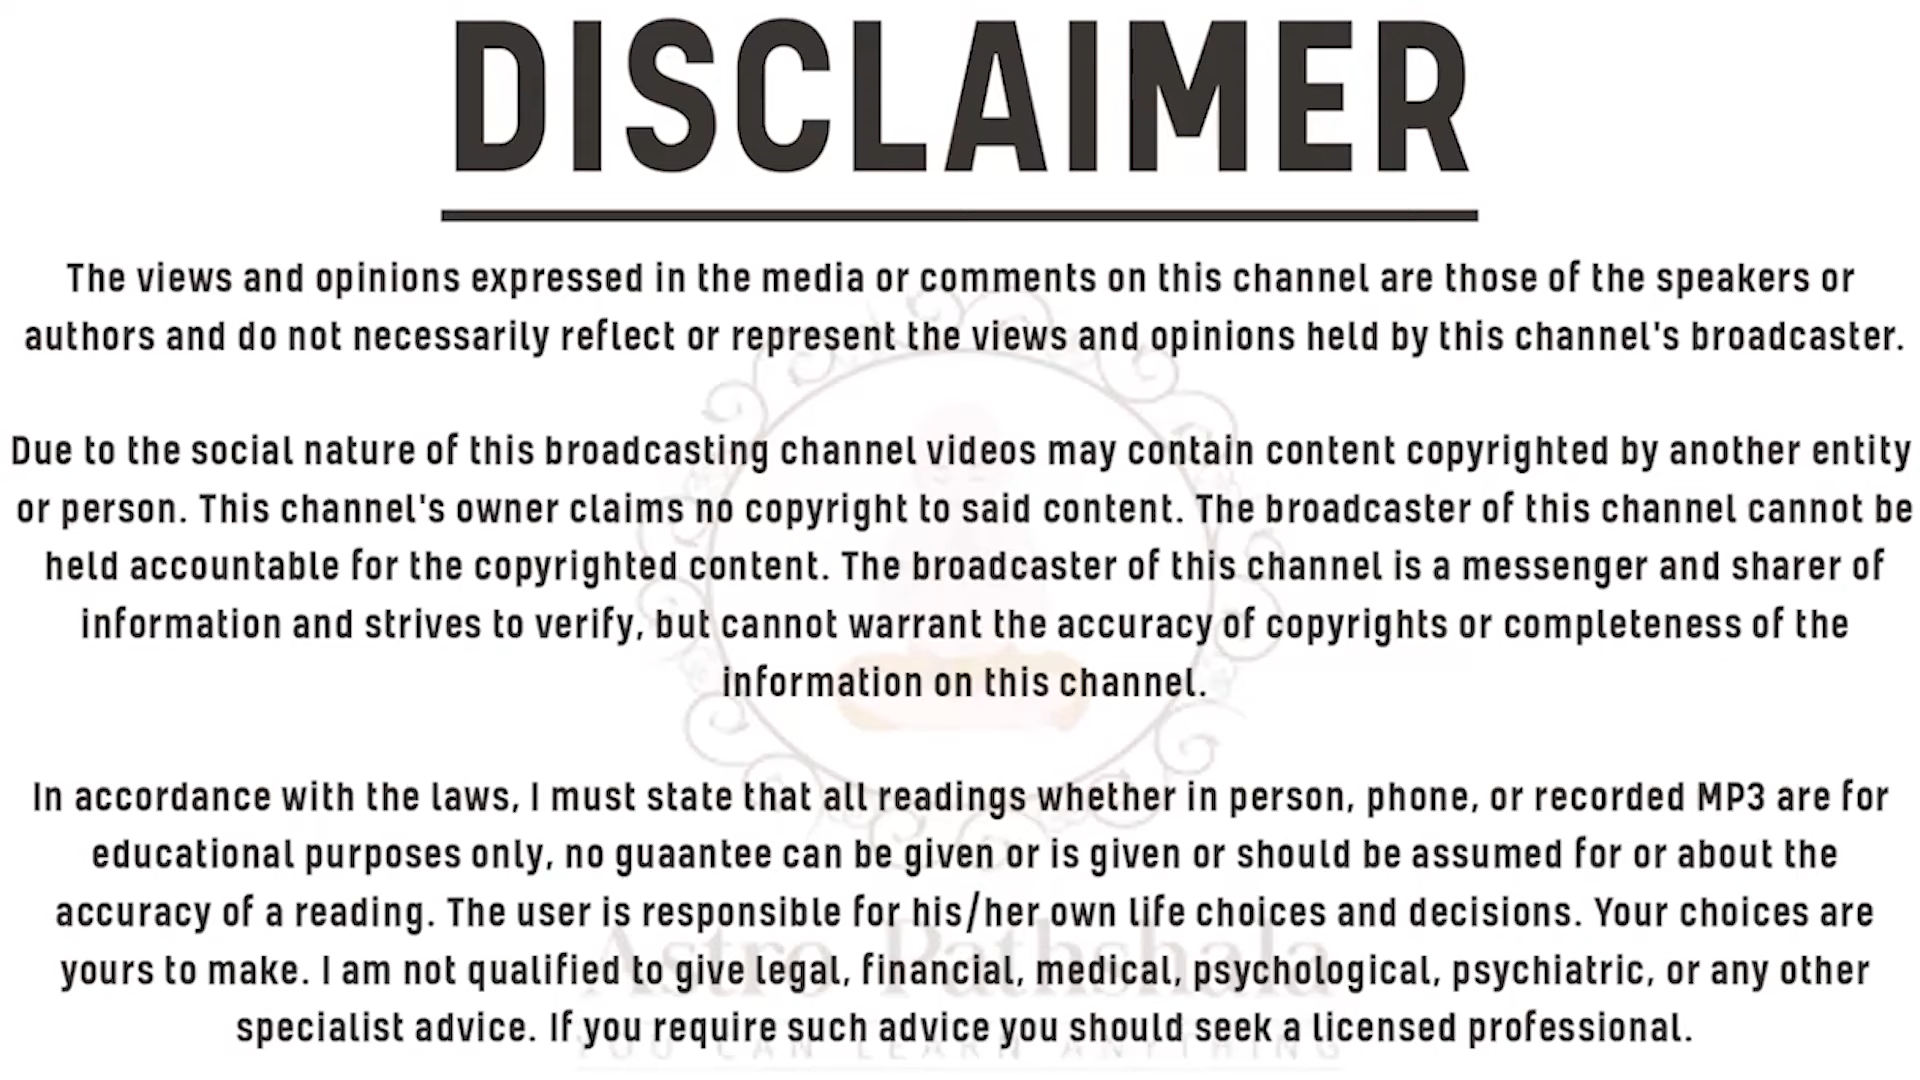 DISCLAIMER
The views and opinions expressed in the media or comments on this channel are those of the speakers or
authors and do not necessarily reflect or represent the views and opinions held by this channel's broadcaster.
Due to the social nature of this broadcasting channel videos may contain content copyrighted by another entity
or person. This channel's owner claims no copyright to said content. The broadcaster of this channel cannot be
held accountable for the copyrighted content. The broadcaster of this channel is a messenger and sharer of
information and strives to verify, but cannot warrant the accuracy of copyrights or completeness of the
information on this channel.
In accordance with the laws, I must state that all readings whether in person, phone, or recorded MP3 are for
educational purposes only, no guaantee can be given or is given or should be assumed for or about the
accuracy of a reading. The user is responsible for his/her own life choices and decisions. Your choices are
Astro Pathshala
yours to make. I am not qualified to give legal, financial, medical, psychological, psychiatric, or any other
specialist advice. If you require such advice you should seek a licensed professional.
YOU CAN LEARN ANYTHING